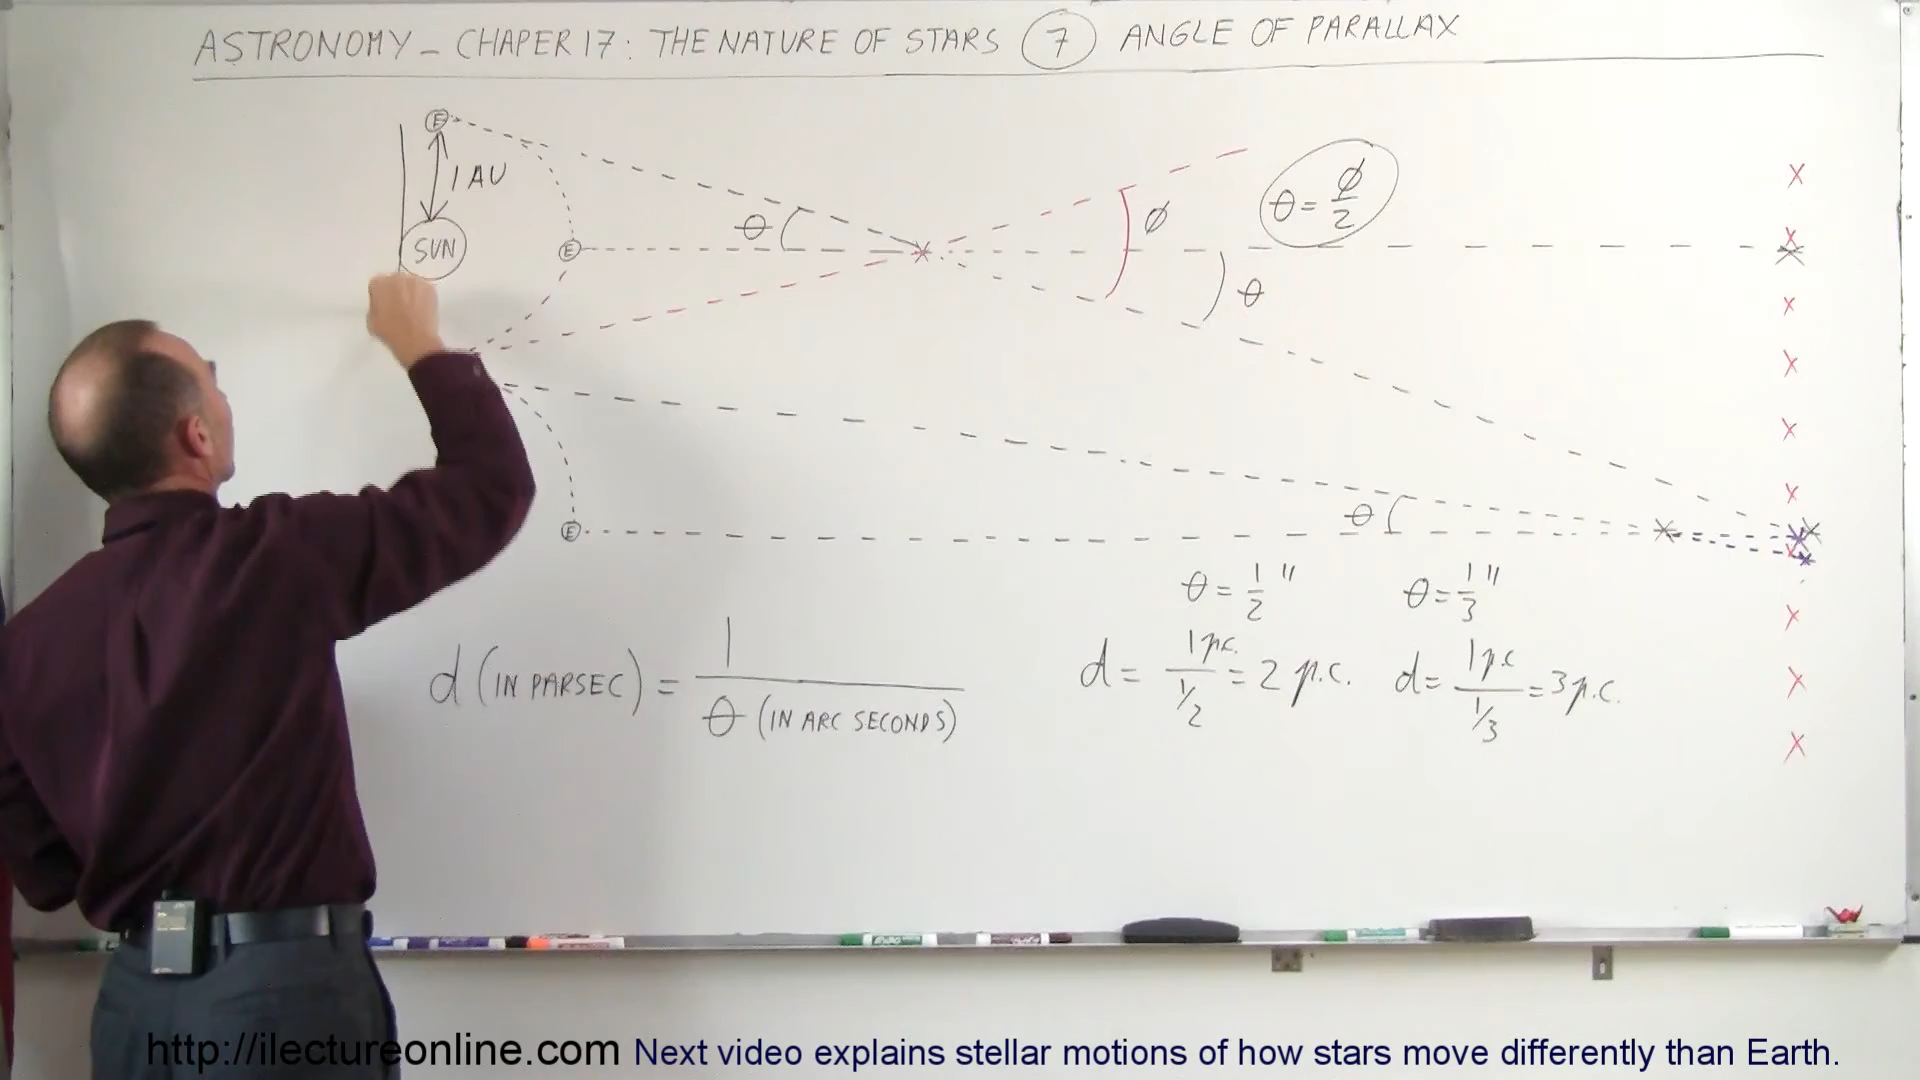 ASTRONOMY - CHAPER 17: THE NATURE OF STARS 7 ANGLE OF PARALLAX
E
1 AU
SUN
E
θ
ϕ
θ = ϕ/2
θ
E
θ
θ = 1/2 " θ = 1/3 "
d (IN PARSEC) = 1 / θ (IN ARC SECONDS)
d = 1 p.c. / 1/2 = 2 p.c. d = 1 p.c / 1/3 = 3 p.c.
http://ilectureonline.com Next video explains stellar motions of how stars move differently than Earth.